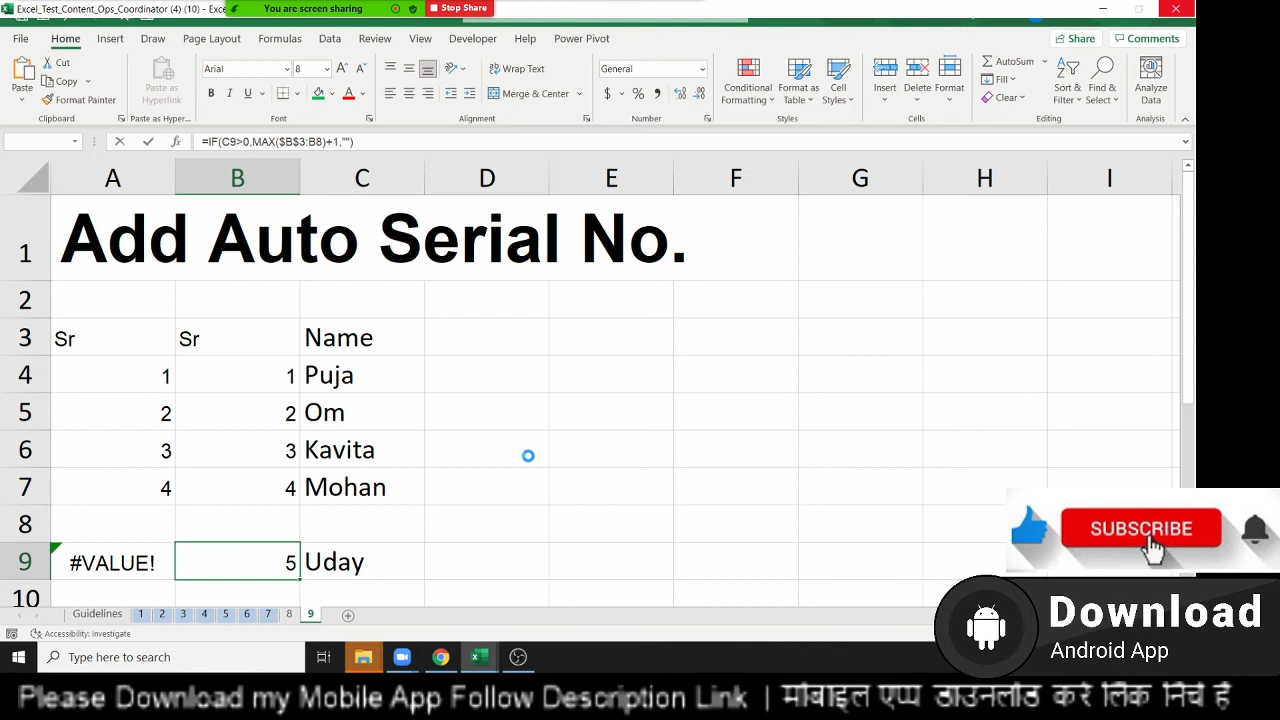 Excel_Test_Content_Ops_Coordinator (4) (10) - Exce
You are screen sharing
Stop Share
File Home Insert Draw Page Layout Formulas Data Review View Developer Help Power Pivot Share Comments
Paste Cut Copy Format Painter Clipboard
Paste as Hyperlink Paste as Hyper...
Arial 8 B I U Font
Wrap Text Merge & Center Alignment
General $ % Number
Conditional Formatting Format as Table Cell Styles Styles
Insert Delete Format Cells
AutoSum Fill Clear Sort & Filter Find & Select Editing
Analyze Data Analysis
=IF(C9>0,MAX($B$3:B8)+1,"")
A B C D E F G H I
1 Add Auto Serial No.
2
3 Sr Sr Name
4 1 1 Puja
5 2 2 Om
6 3 3 Kavita
7 4 4 Mohan
8
9 #VALUE! 5 Uday
10
SUBSCRIBE
Guidelines 1 2 3 4 5 6 7 8 9
Accessibility: Investigate
Download
Android App
Type here to search
Please Download my Mobile App Follow Description Link | मोबाइल एप्प डाउनलोड करे लिंक निचे है